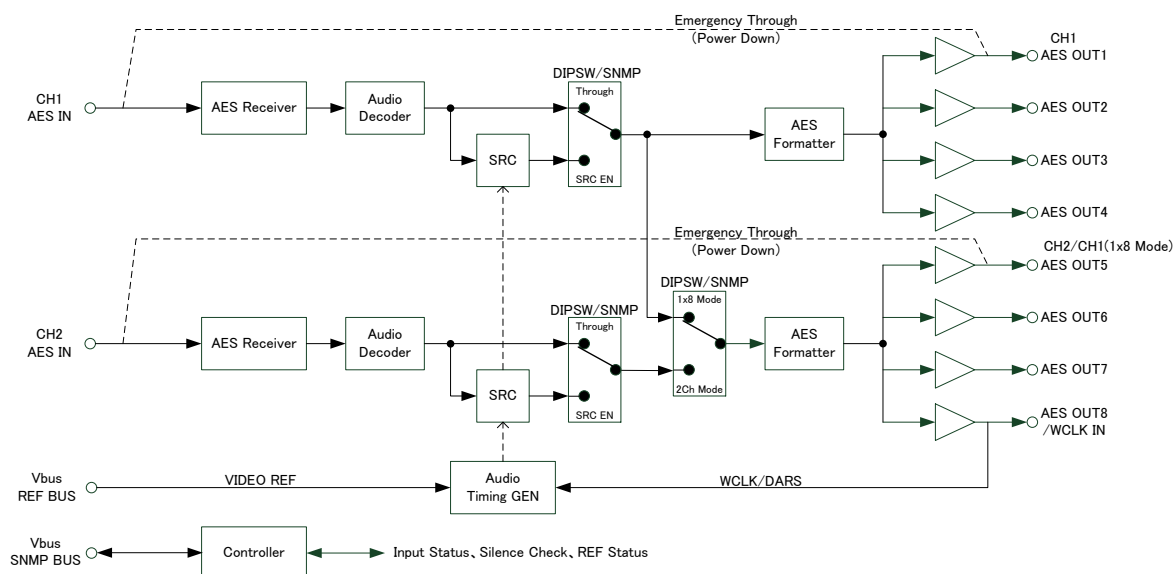 Emergency Through
(Power Down)
CH1
AES OUT1
DIPSW/SNMP
CH1
AES IN
AES Receiver
Audio
Decoder
Through
SRC
SRC EN
AES
Formatter
AES OUT2
AES OUT3
AES OUT4
Emergency Through
(Power Down)
CH2/CH1(1x8 Mode)
AES OUT5
DIPSW/SNMP
DIPSW/SNMP
1x8 Mode
CH2
AES IN
AES Receiver
Audio
Decoder
Through
SRC
SRC EN
2Ch Mode
AES
Formatter
AES OUT6
AES OUT7
AES OUT8
/WCLK IN
Vbus
REF BUS
VIDEO REF
Audio
Timing GEN
WCLK/DARS
Vbus
SNMP BUS
Controller
Input Status、Silence Check、REF Status